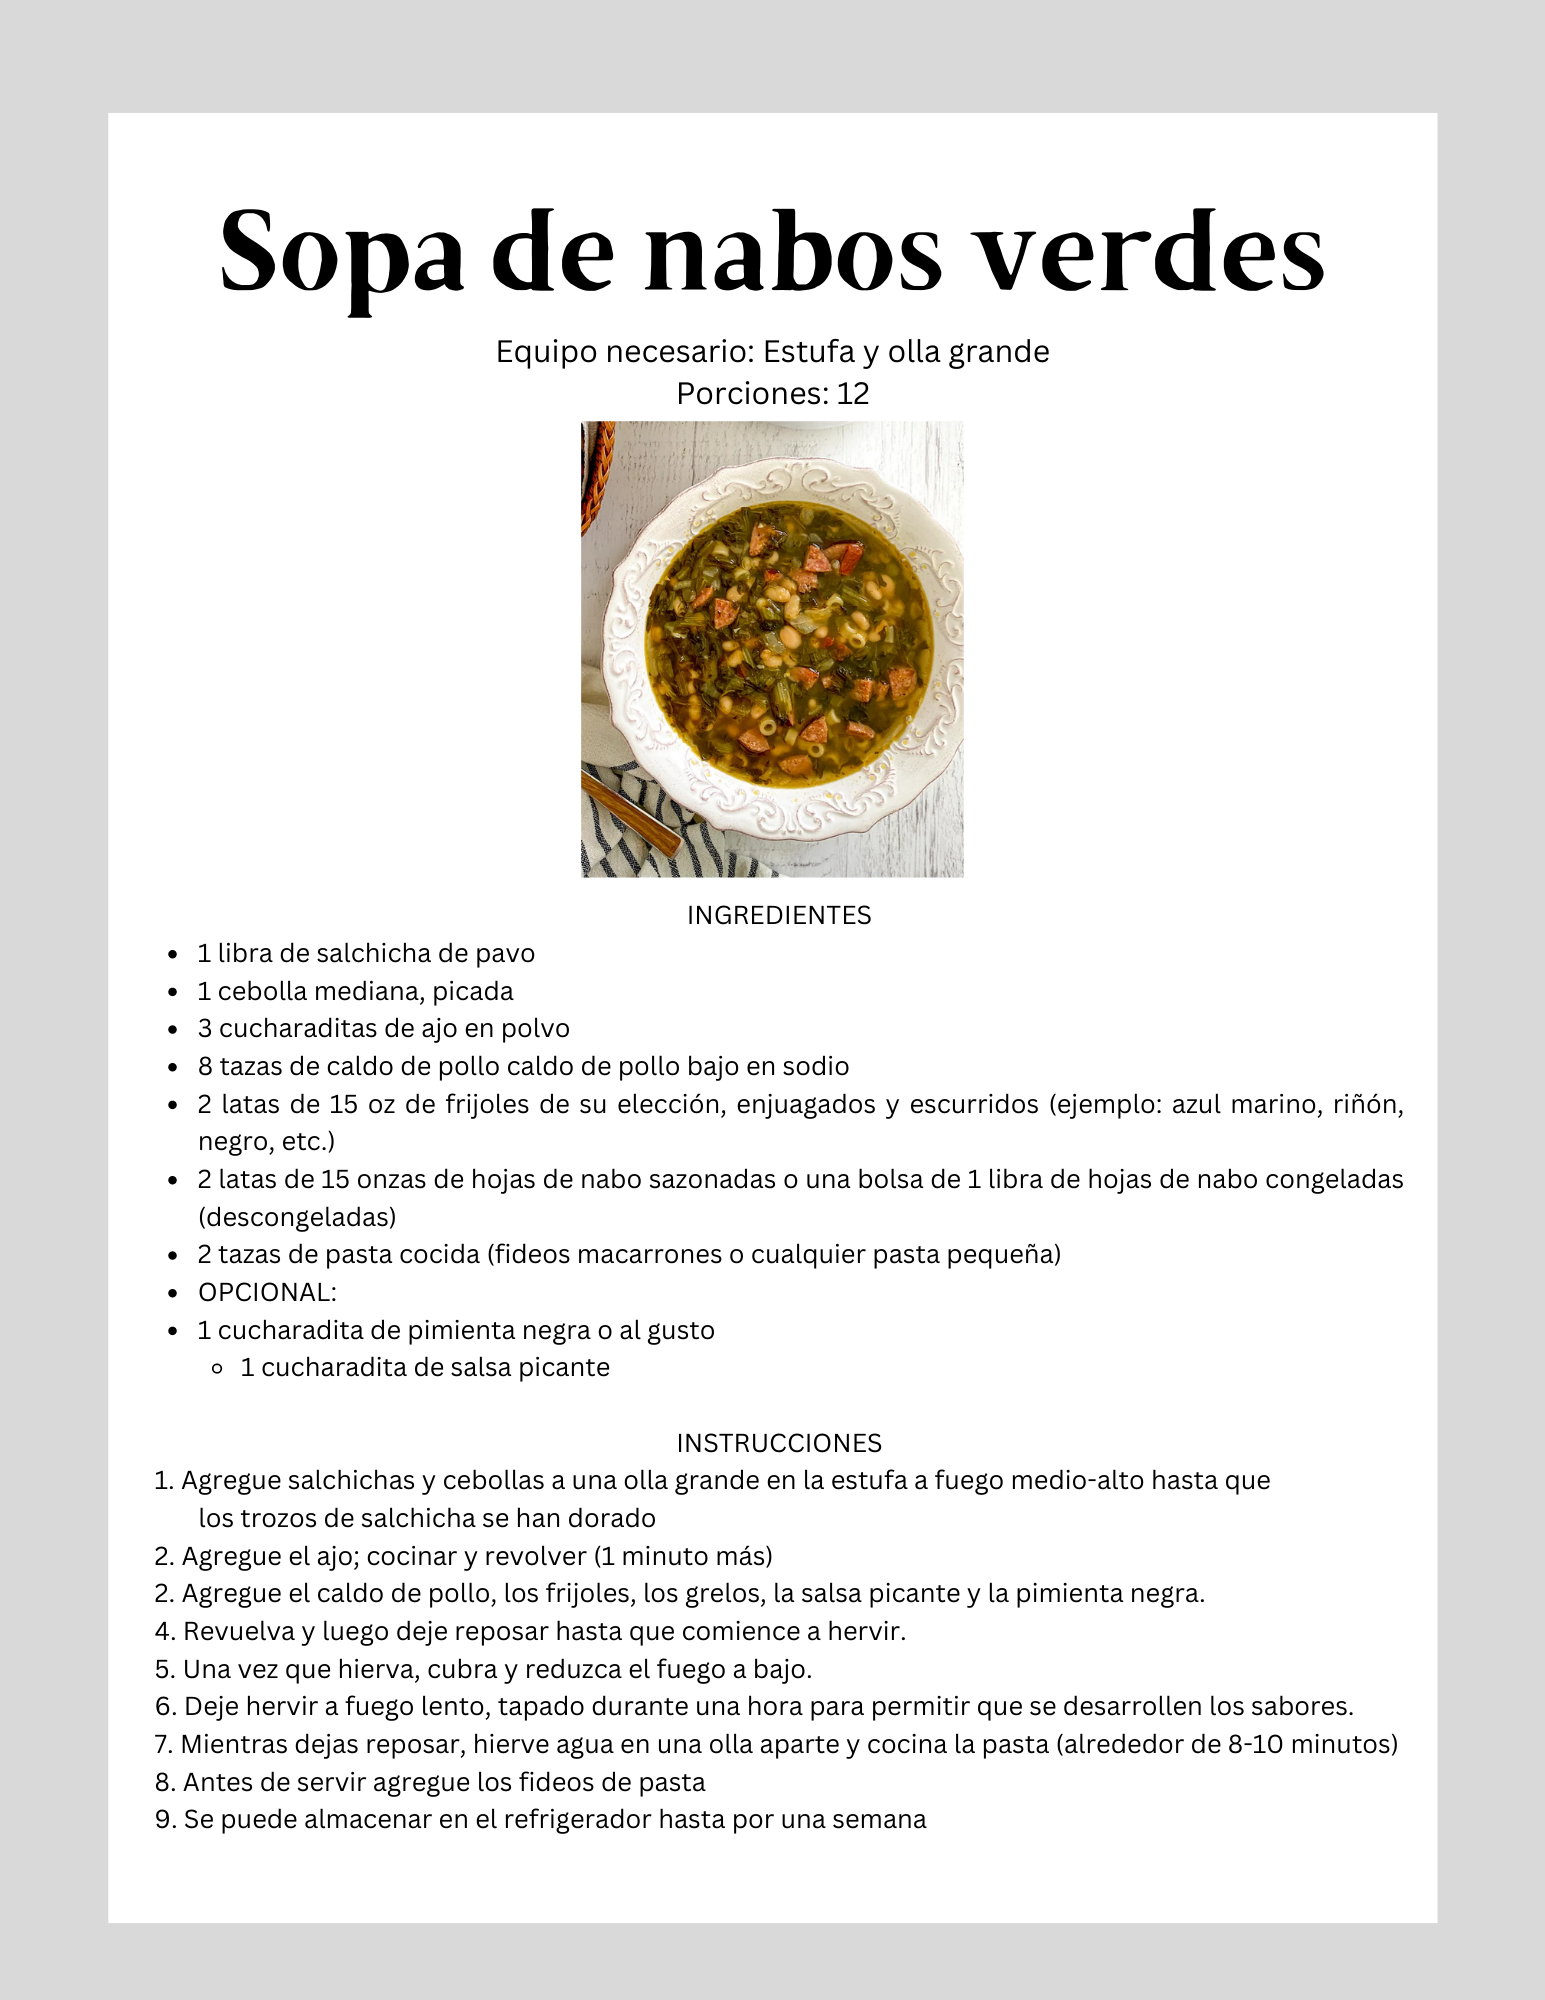 Sopa de nabos verdes
Equipo necesario: Estufa y olla grande
Porciones: 12
INGREDIENTES
• 1 libra de salchicha de pavo
• 1 cebolla mediana, picada
• 3 cucharaditas de ajo en polvo
• 8 tazas de caldo de pollo caldo de pollo bajo en sodio
• 2 latas de 15 oz de frijoles de su elección, enjuagados y escurridos (ejemplo: azul marino, riñón,
negro, etc.)
• 2 latas de 15 onzas de hojas de nabo sazonadas o una bolsa de 1 libra de hojas de nabo congeladas
(descongeladas)
• 2 tazas de pasta cocida (fideos macarrones o cualquier pasta pequeña)
• OPCIONAL:
• 1 cucharadita de pimienta negra o al gusto
◦ 1 cucharadita de salsa picante
INSTRUCCIONES
1. Agregue salchichas y cebollas a una olla grande en la estufa a fuego medio-alto hasta que
los trozos de salchicha se han dorado
2. Agregue el ajo; cocinar y revolver (1 minuto más)
2. Agregue el caldo de pollo, los frijoles, los grelos, la salsa picante y la pimienta negra.
4. Revuelva y luego deje reposar hasta que comience a hervir.
5. Una vez que hierva, cubra y reduzca el fuego a bajo.
6. Deje hervir a fuego lento, tapado durante una hora para permitir que se desarrollen los sabores.
7. Mientras dejas reposar, hierve agua en una olla aparte y cocina la pasta (alrededor de 8-10 minutos)
8. Antes de servir agregue los fideos de pasta
9. Se puede almacenar en el refrigerador hasta por una semana